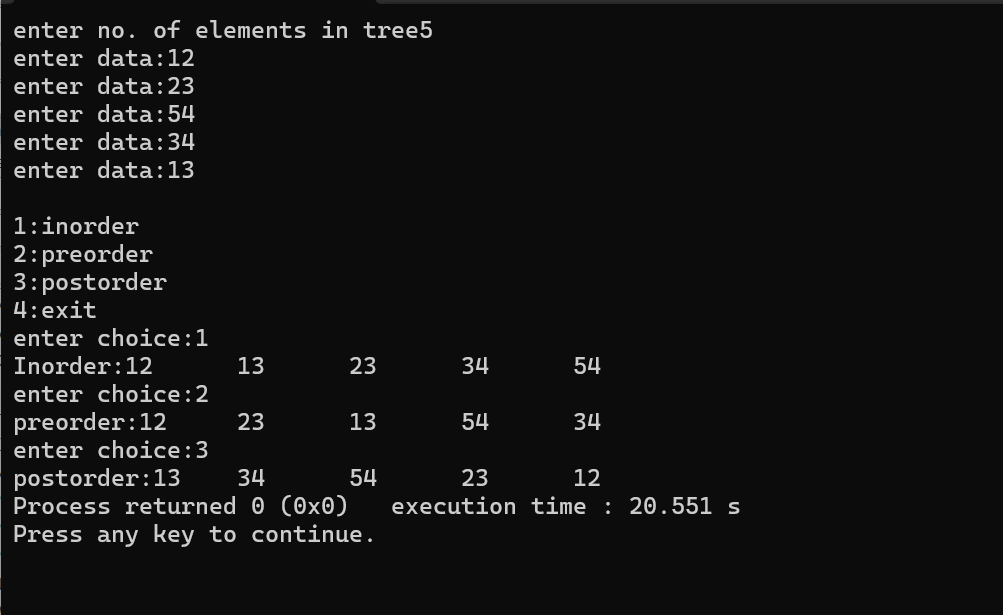 enter no. of elements in tree5
enter data:12
enter data:23
enter data:54
enter data:34
enter data:13
1:inorder
2:preorder
3:postorder
4:exit
enter choice:1
Inorder:12 13 23 34 54
enter choice:2
preorder:12 23 13 54 34
enter choice:3
postorder:13 34 54 23 12
Process returned 0 (0x0) execution time : 20.551 s
Press any key to continue.